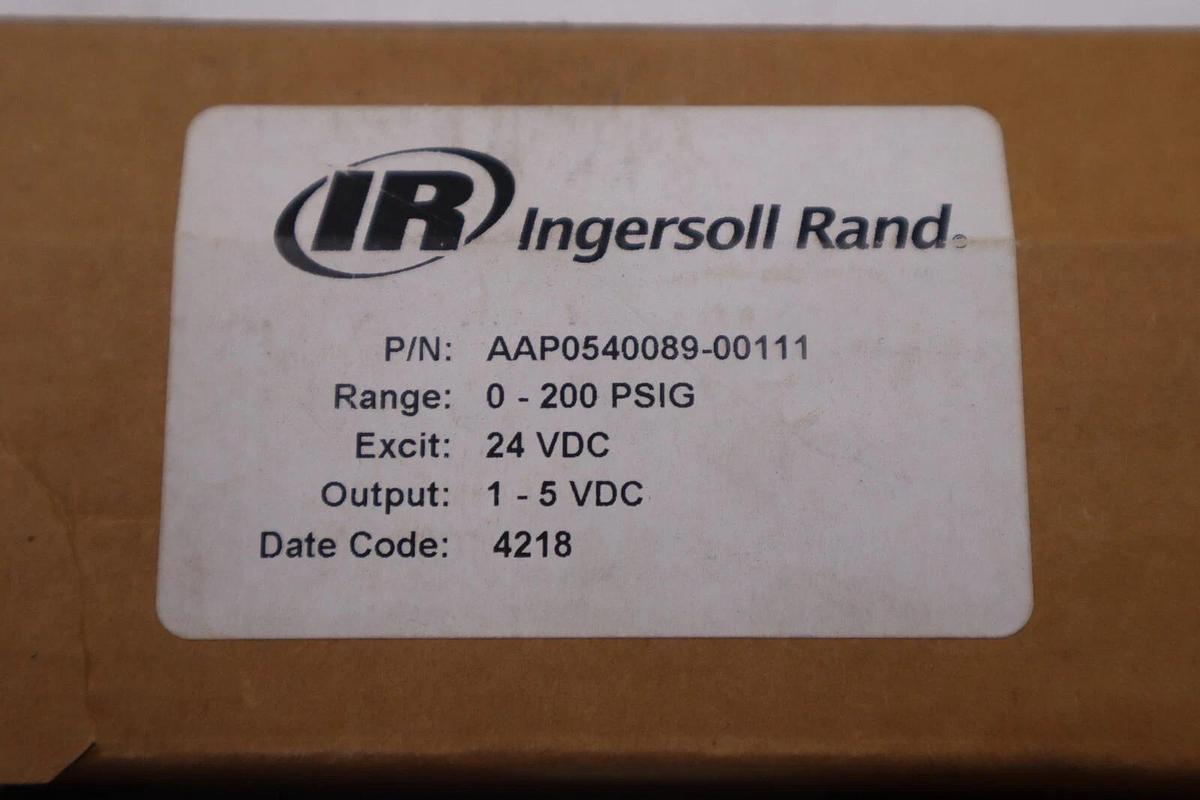 IR Ingersoll Rand®
P/N: AAP0540089-00111
Range: 0 - 200 PSIG
Excit: 24 VDC
Output: 1 - 5 VDC
Date Code: 4218